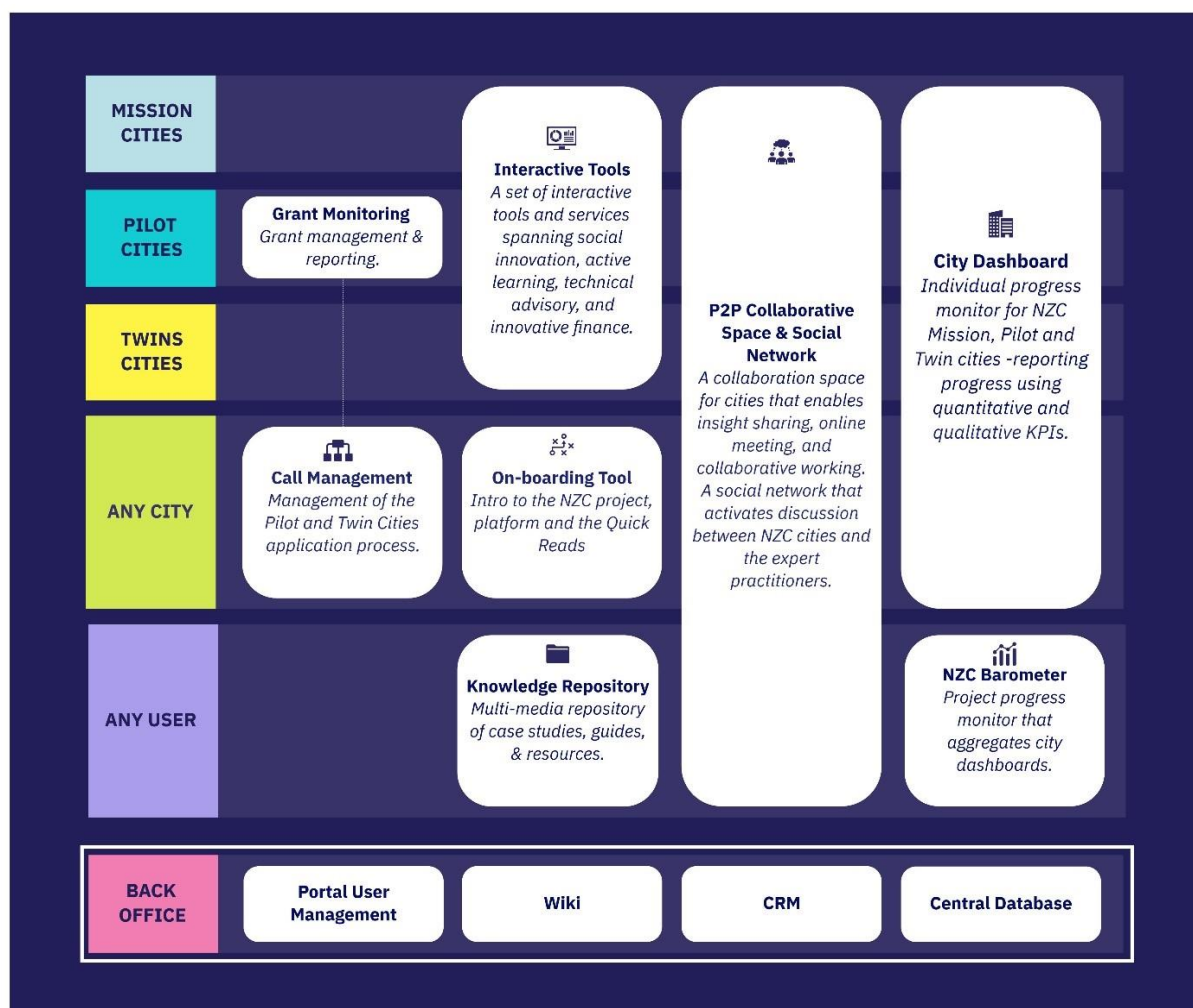 MISSION
CITIES
PILOT
CITIES
TWINS
CITIES
ANY CITY
ANY USER
BACK
OFFICE
Grant Monitoring
Grant management &
reporting.
Call Management
Management of the
Pilot and Twin Cities
application process.
Interactive Tools
A set of interactive
tools and services
spanning social
innovation, active
learning, technical
advisory, and
innovative finance.
On-boarding Tool
Intro to the NZC project,
platform and the Quick
Reads
Knowledge Repository
Multi-media repository
of case studies, guides,
& resources.
P2P Collaborative
Space & Social
Network
A collaboration space
for cities that enables
insight sharing, online
meeting, and
collaborative working.
A social network that
activates discussion
between NZC cities and
the expert
practitioners.
City Dashboard
Individual progress
monitor for NZC
Mission, Pilot and
Twin cities -reporting
progress using
quantitative and
qualitative KPIs.
NZC Barometer
Project progress
monitor that
aggregates city
dashboards.
Portal User
Management
Wiki
CRM
Central Database